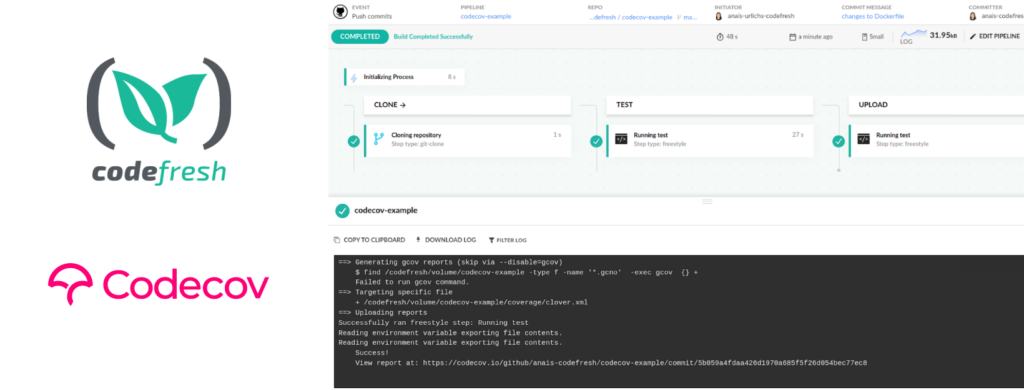 codefresh
Codecov
EVENT
Push commits
PIPELINE
codecov-example
REPO
...defresh / codecov-example ma...
INITIATOR
anais-urlichs-codefresh
COMMIT MESSAGE
changes to Dockerfile
COMMITTER
anais-codefres
COMPLETED
Build Completed Successfully
48 s
a minute ago
Small
LOG
31.95kB
EDIT PIPELINE
Initializing Process 8 s
CLONE →
TEST
UPLOAD
Cloning repository 1 s
Step type: git-clone
Running test 27 s
Step type: freestyle
Running test
Step type: freestyle
codecov-example
COPY TO CLIPBOARD DOWNLOAD LOG FILTER LOG
==> Generating gcov reports (skip via --disable=gcov)
$ find /codefresh/volume/codecov-example -type f -name '*.gcno' -exec gcov {} +
Failed to run gcov command.
==> Targeting specific file
+ /codefresh/volume/codecov-example/coverage/clover.xml
==> Uploading reports
Successfully ran freestyle step: Running test
Reading environment variable exporting file contents.
Reading environment variable exporting file contents.
Success!
View report at: https://codecov.io/github/anais-codefresh/codecov-example/commit/5b059a4fdaa426d1970a685f5f26d054bec77ec8